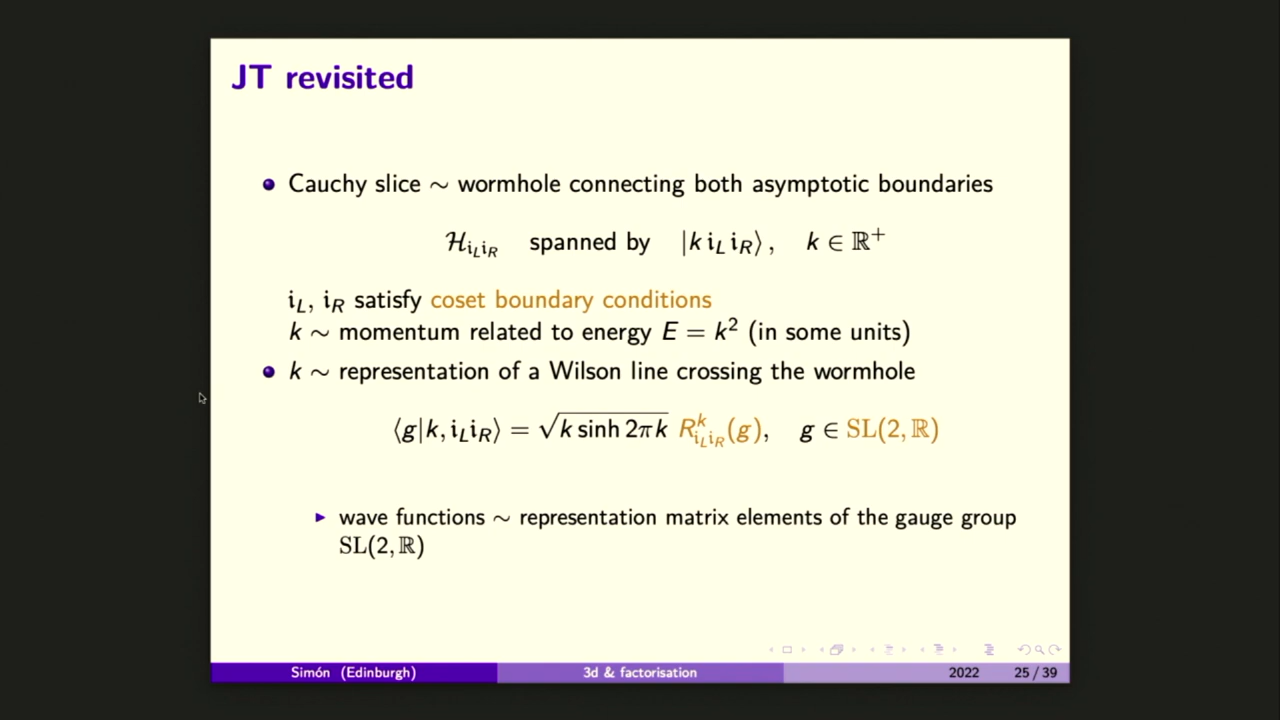 JT revisited
Cauchy slice ∼ wormhole connecting both asymptotic boundaries
ℋ_{i_L i_R} spanned by |k i_L i_R⟩, k ∈ ℝ⁺
i_L, i_R satisfy coset boundary conditions
k ∼ momentum related to energy E = k² (in some units)
k ∼ representation of a Wilson line crossing the wormhole
⟨g|k, i_L i_R⟩ = √(k sinh 2πk) R^k_{i_L i_R}(g), g ∈ SL(2, ℝ)
wave functions ∼ representation matrix elements of the gauge group
SL(2, ℝ)
Simón (Edinburgh) 3d & factorisation 2022 25 / 39